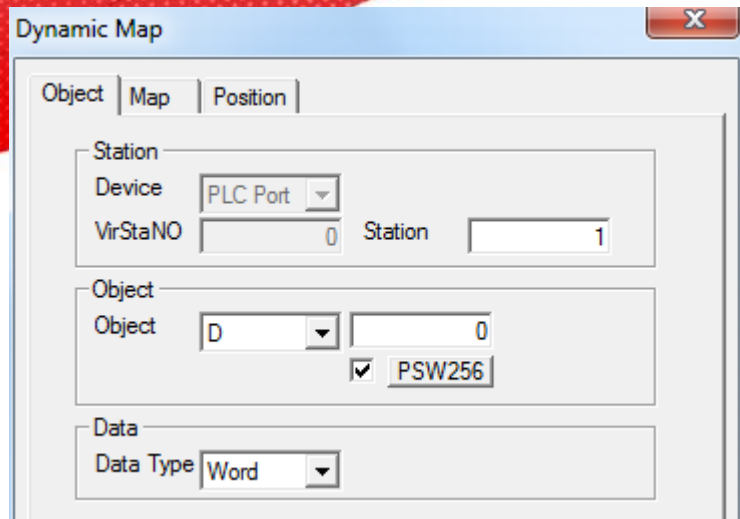 Dynamic Map
Object Map Position
Station
Device PLC Port
VirStaNO 0 Station 1
Object
Object D 0
PSW256
Data
Data Type Word